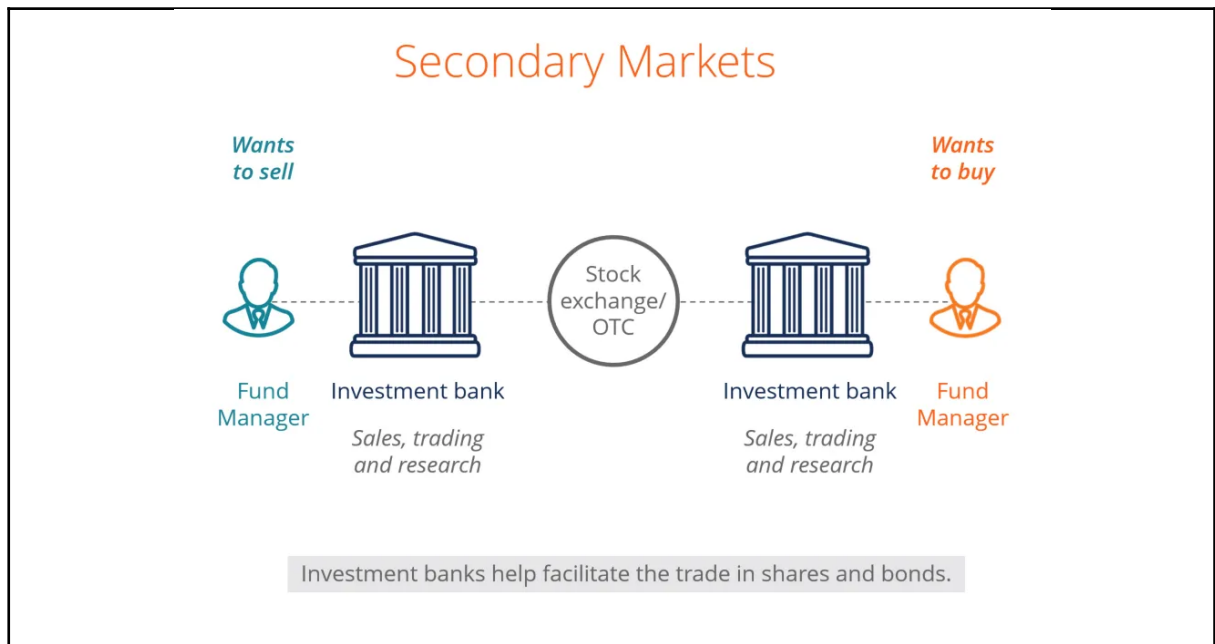 Secondary Markets
Wants
to sell
Wants
to buy
Stock
exchange/
OTC
Fund
Manager
Investment bank
Sales, trading
and research
Investment bank
Sales, trading
and research
Fund
Manager
Investment banks help facilitate the trade in shares and bonds.